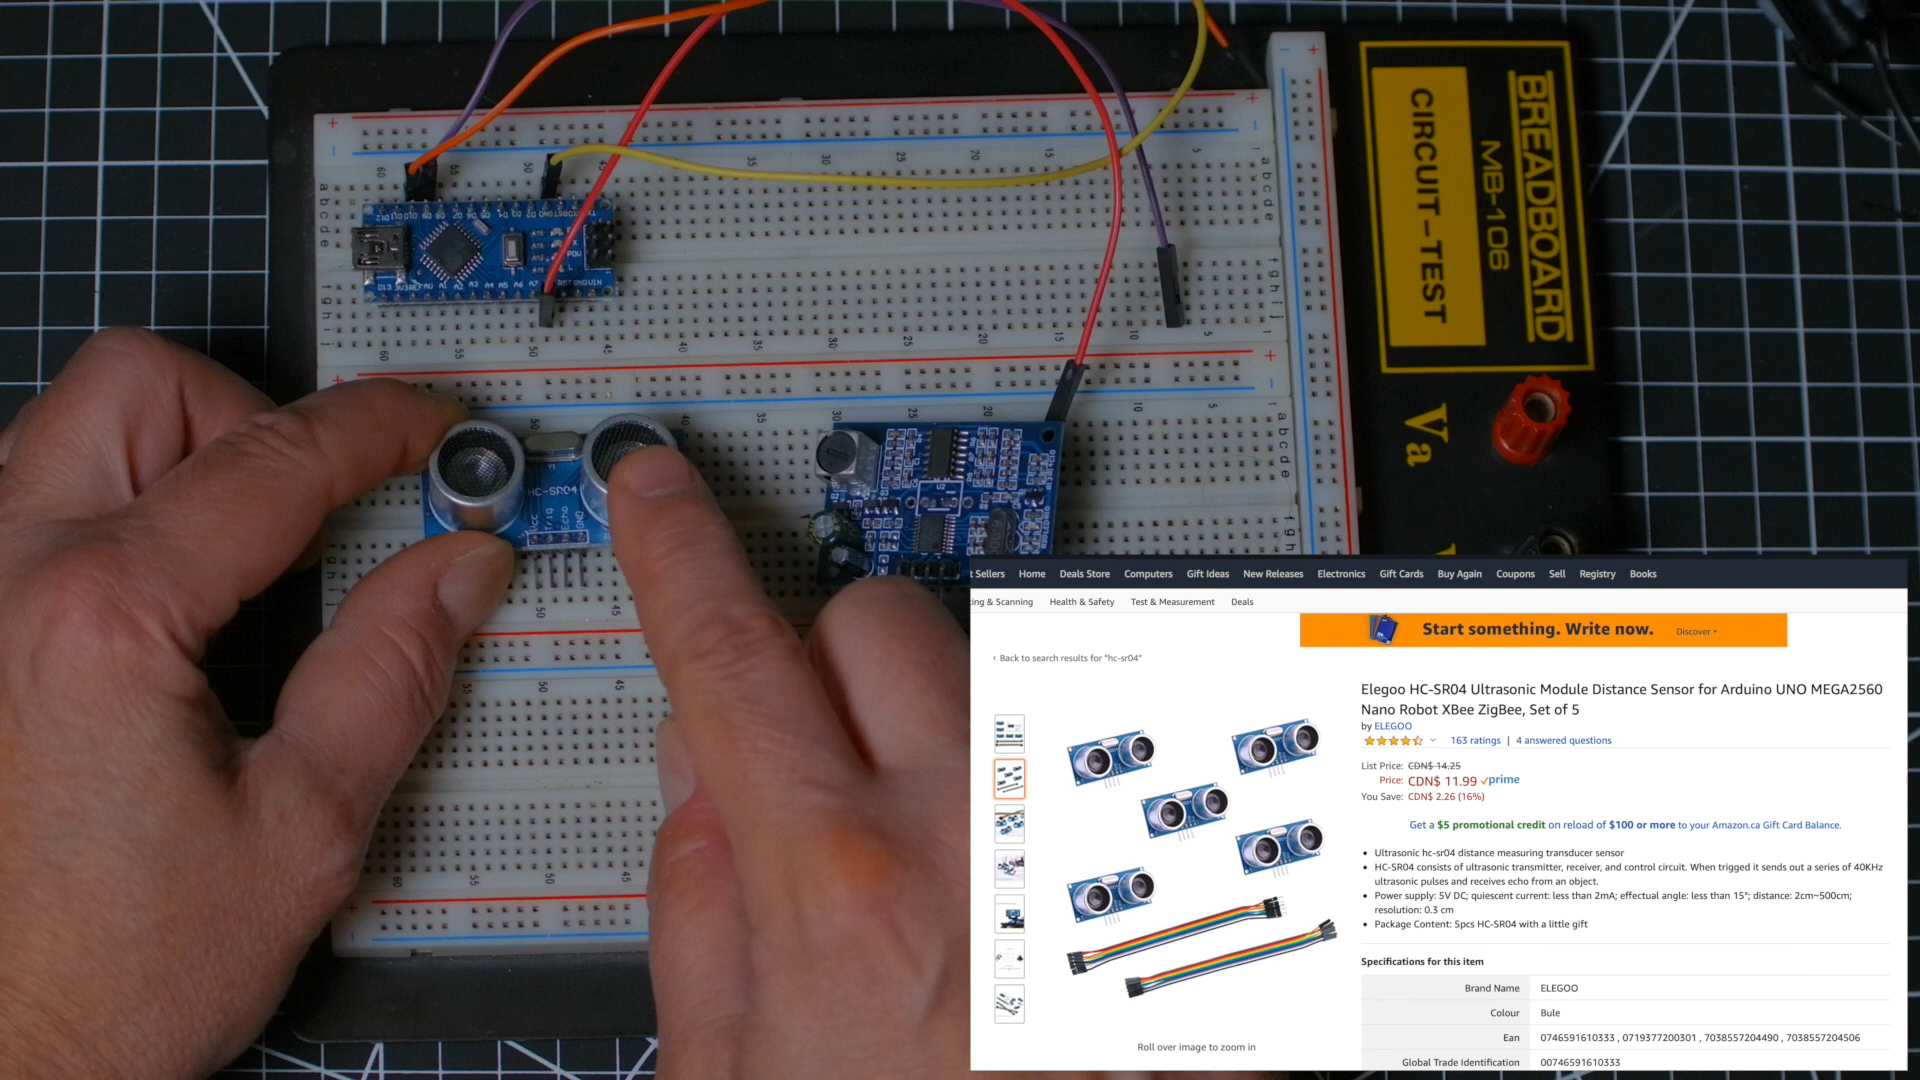 BREADBOARD
MB-106
CIRCUIT-TEST
Va
HC-SR04
Vcc
Trig
Echo
GND
Y1
U2
t Sellers Home Deals Store Computers Gift Ideas New Releases Electronics Gift Cards Buy Again Coupons Sell Registry Books
ing & Scanning Health & Safety Test & Measurement Deals
Start something. Write now. Discover
‹ Back to search results for "hc-sr04"
Elegoo HC-SR04 Ultrasonic Module Distance Sensor for Arduino UNO MEGA2560
Nano Robot XBee ZigBee, Set of 5
by ELEGOO
163 ratings | 4 answered questions
List Price: CDN$ 14.25
Price: CDN$ 11.99 prime
You Save: CDN$ 2.26 (16%)
Get a $5 promotional credit on reload of $100 or more to your Amazon.ca Gift Card Balance.
• Ultrasonic hc-sr04 distance measuring transducer sensor
• HC-SR04 consists of ultrasonic transmitter, receiver, and control circuit. When trigged it sends out a series of 40KHz
ultrasonic pulses and receives echo from an object.
• Power supply: 5V DC; quiescent current: less than 2mA; effectual angle: less than 15°; distance: 2cm~500cm;
resolution: 0.3 cm
• Package Content: 5pcs HC-SR04 with a little gift
Specifications for this item
Brand Name ELEGOO
Colour Bule
Ean 0746591610333 , 0719377200301 , 7038557204490 , 7038557204506
Global Trade Identification 00746591610333
Roll over image to zoom in